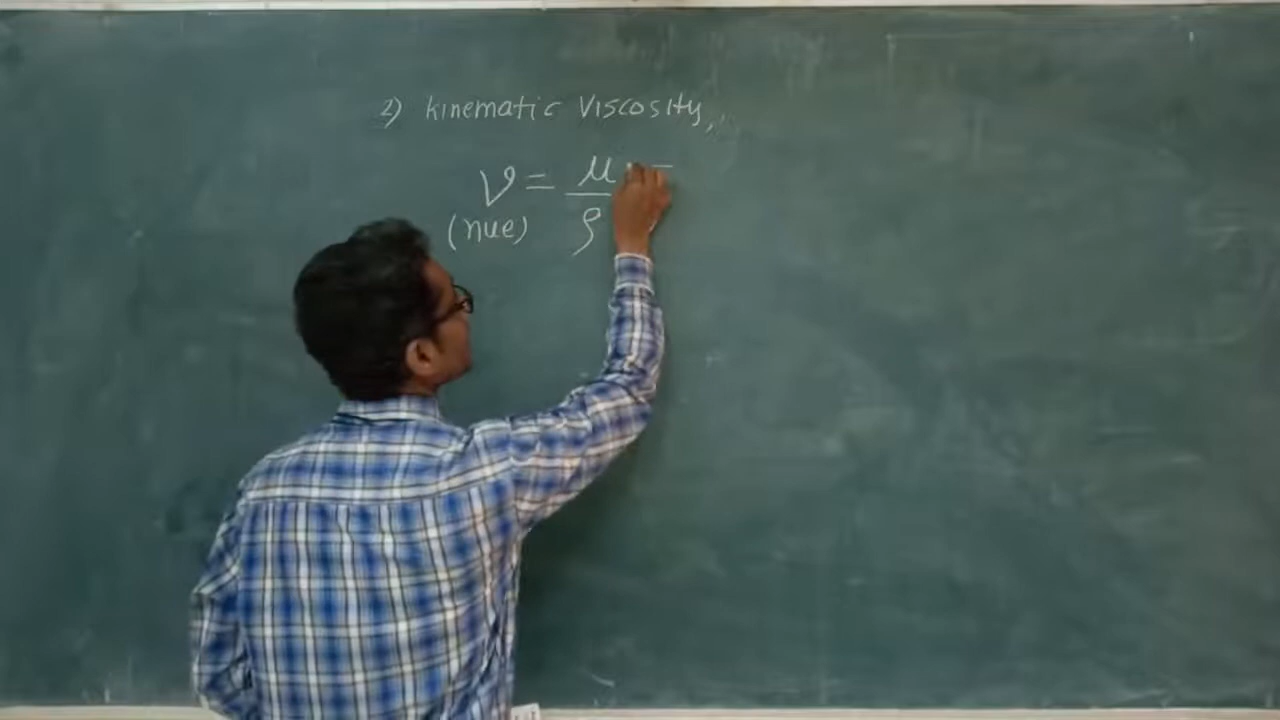 2) kinematic Viscosity,
ν = μ
(nue) ρ